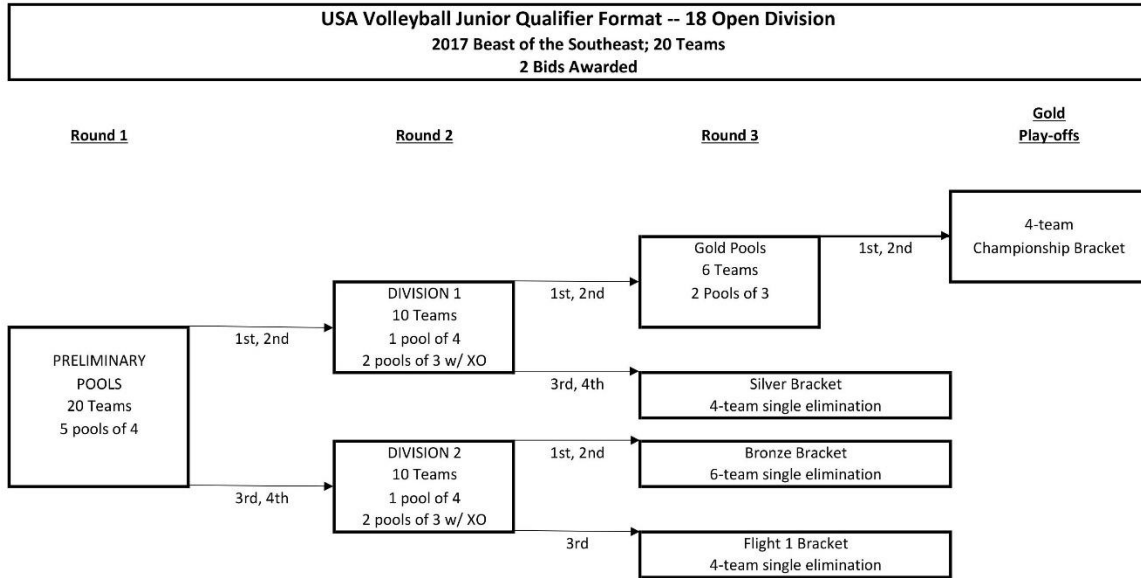 USA Volleyball Junior Qualifier Format -- 18 Open Division
2017 Beast of the Southeast; 20 Teams
2 Bids Awarded
Round 1
Round 2
Round 3
Gold
Play-offs
PRELIMINARY
POOLS
20 Teams
5 pools of 4
1st, 2nd
3rd, 4th
DIVISION 1
10 Teams
1 pool of 4
2 pools of 3 w/ XO
1st, 2nd
3rd, 4th
DIVISION 2
10 Teams
1 pool of 4
2 pools of 3 w/ XO
1st, 2nd
3rd
Gold Pools
6 Teams
2 Pools of 3
1st, 2nd
Silver Bracket
4-team single elimination
Bronze Bracket
6-team single elimination
Flight 1 Bracket
4-team single elimination
4-team
Championship Bracket